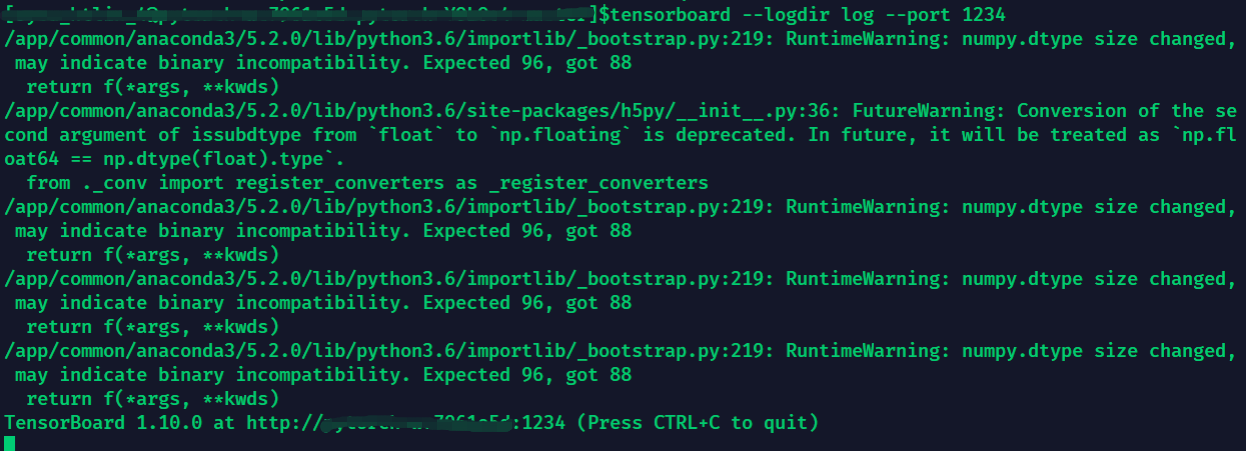 ]$tensorboard --logdir log --port 1234
/app/common/anaconda3/5.2.0/lib/python3.6/importlib/_bootstrap.py:219: RuntimeWarning: numpy.dtype size changed,
 may indicate binary incompatibility. Expected 96, got 88
  return f(*args, **kwds)
/app/common/anaconda3/5.2.0/lib/python3.6/site-packages/h5py/__init__.py:36: FutureWarning: Conversion of the se
cond argument of issubdtype from `float` to `np.floating` is deprecated. In future, it will be treated as `np.fl
oat64 == np.dtype(float).type`.
  from ._conv import register_converters as _register_converters
/app/common/anaconda3/5.2.0/lib/python3.6/importlib/_bootstrap.py:219: RuntimeWarning: numpy.dtype size changed,
 may indicate binary incompatibility. Expected 96, got 88
  return f(*args, **kwds)
/app/common/anaconda3/5.2.0/lib/python3.6/importlib/_bootstrap.py:219: RuntimeWarning: numpy.dtype size changed,
 may indicate binary incompatibility. Expected 96, got 88
  return f(*args, **kwds)
/app/common/anaconda3/5.2.0/lib/python3.6/importlib/_bootstrap.py:219: RuntimeWarning: numpy.dtype size changed,
 may indicate binary incompatibility. Expected 96, got 88
  return f(*args, **kwds)
TensorBoard 1.10.0 at http:// :1234 (Press CTRL+C to quit)